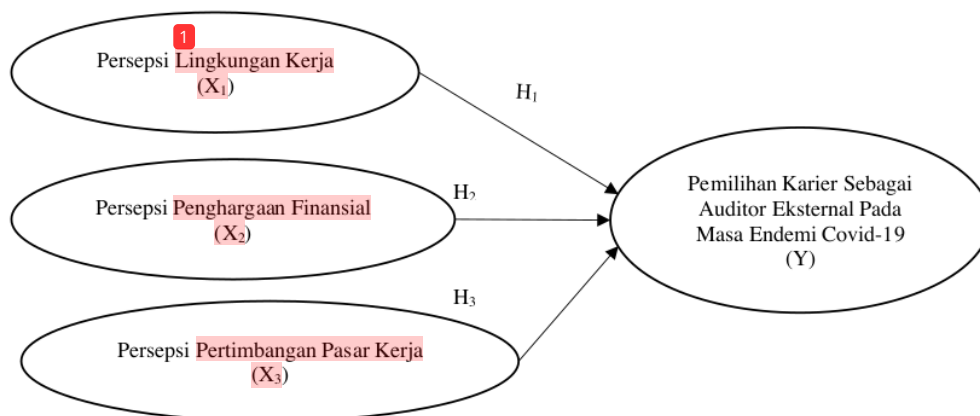 1
Persepsi Lingkungan Kerja
(X₁)
H₁
Persepsi Penghargaan Finansial
(X₂)
H₂
Persepsi Pertimbangan Pasar Kerja
(X₃)
H₃
Pemilihan Karier Sebagai
Auditor Eksternal Pada
Masa Endemi Covid-19
(Y)